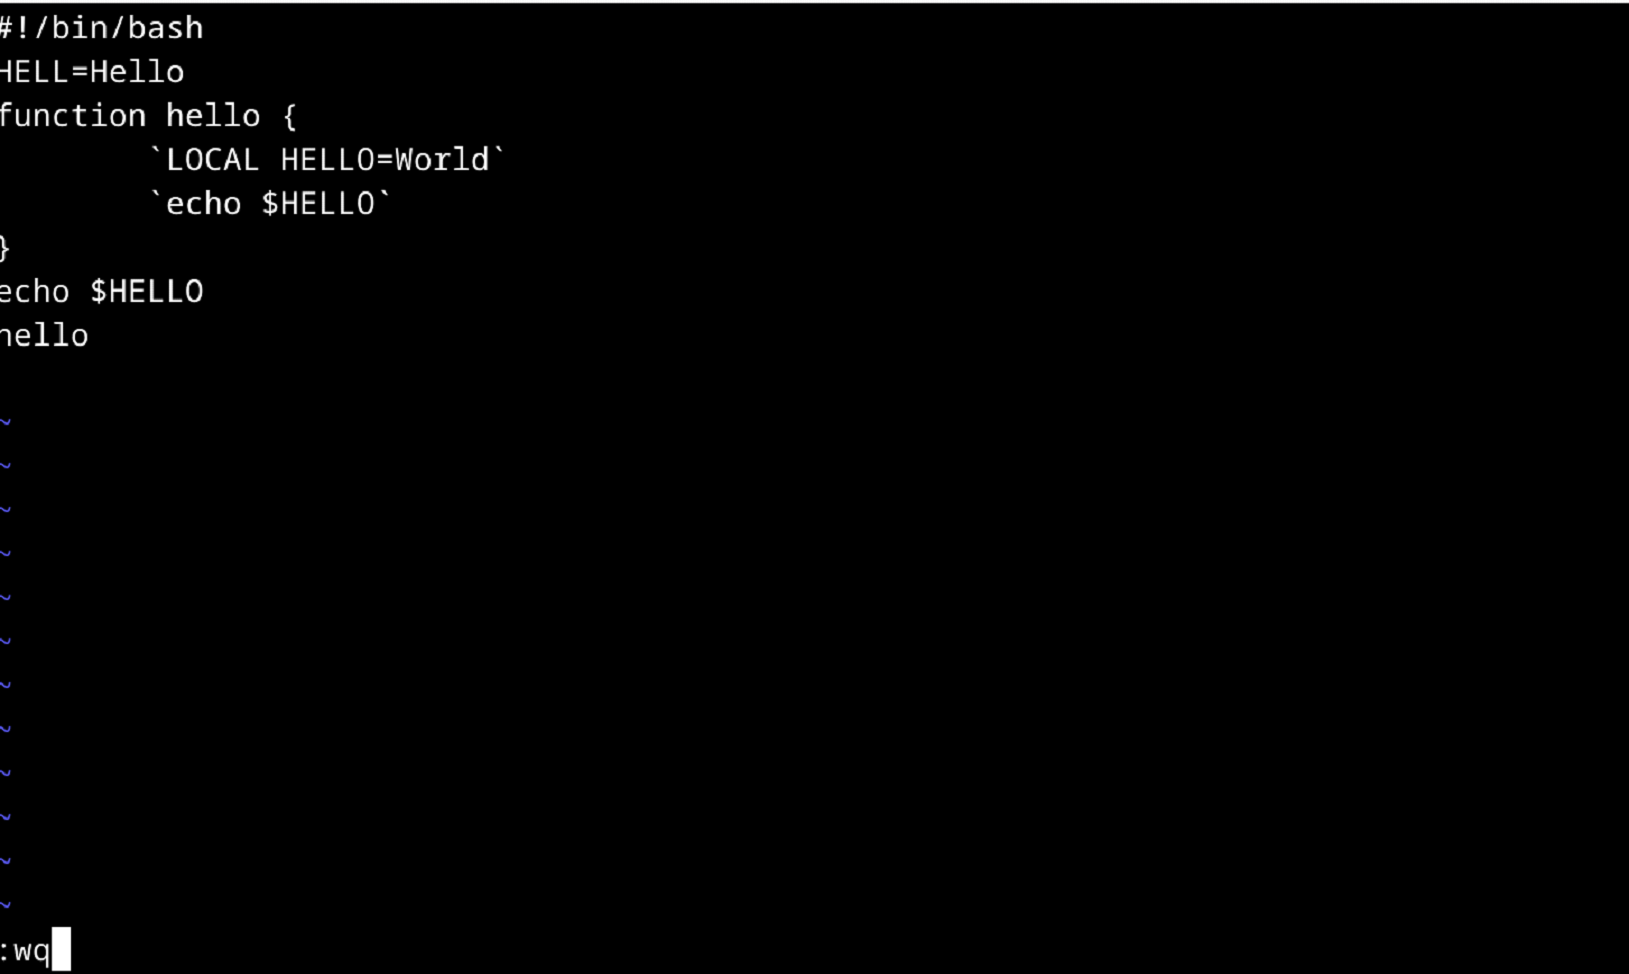 #!/bin/bash
HELL=Hello
function hello {
        `LOCAL HELLO=World`
        `echo $HELLO`
}
echo $HELLO
hello
~
~
~
~
~
~
~
~
~
~
~
~
:wq